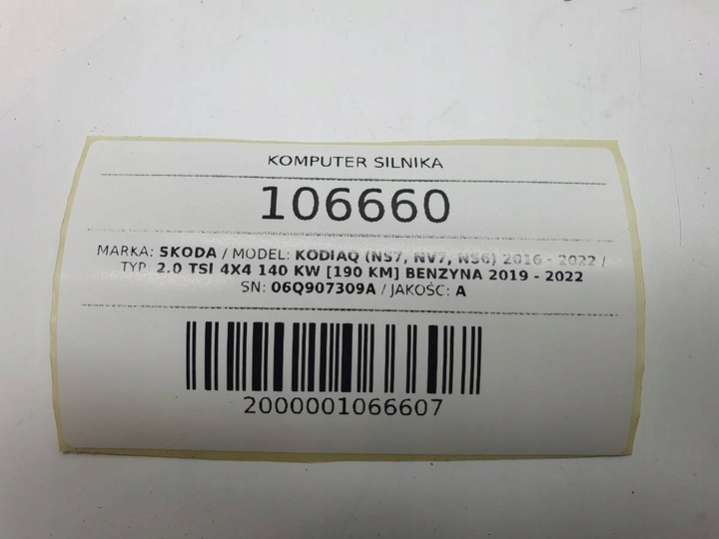 KOMPUTER SILNIKA
106660
MARKA: SKODA / MODEL: KODIAQ (NS7, NV7, NS6) 2016 - 2022 /
TYP: 2.0 TSI 4X4 140 KW [190 KM] BENZYNA 2019 - 2022
SN: 06Q907309A / JAKOŚĆ: A
2000001066607